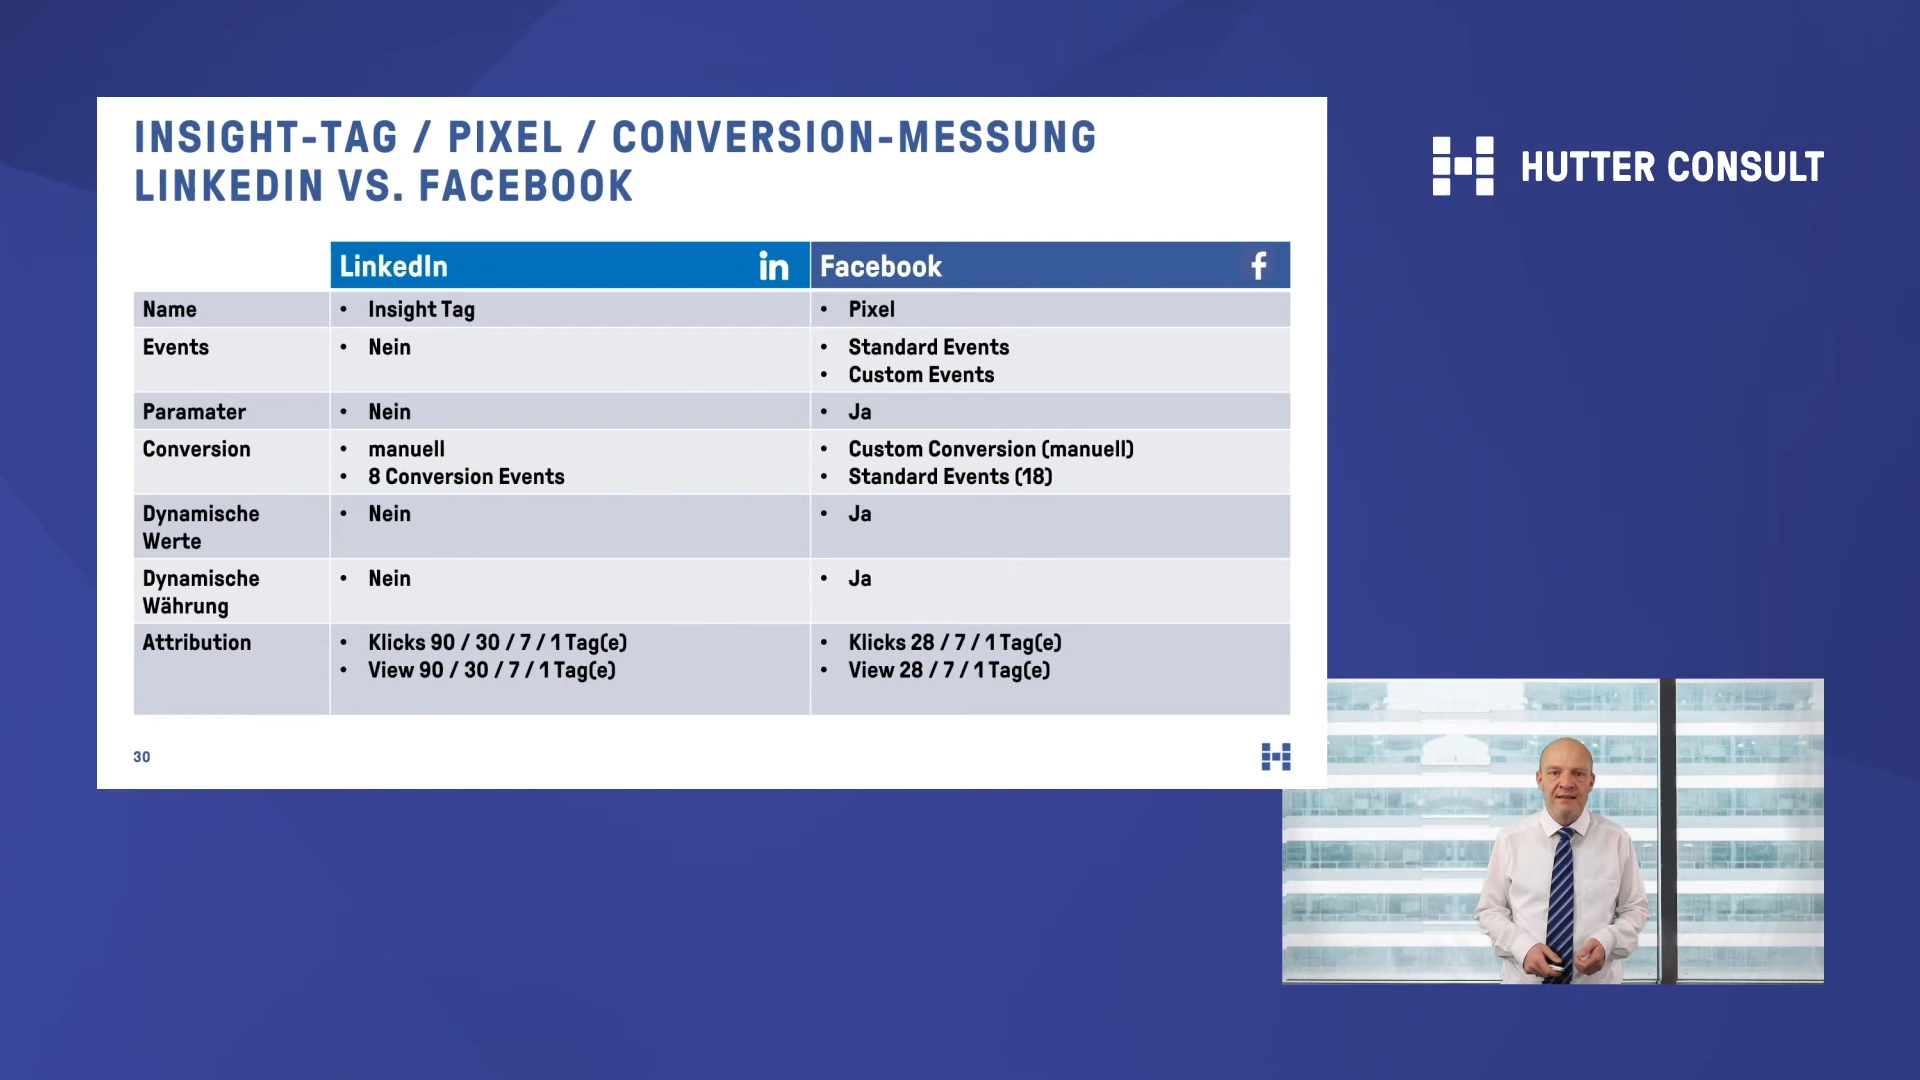 INSIGHT-TAG / PIXEL / CONVERSION-MESSUNG
LINKEDIN VS. FACEBOOK
HUTTER CONSULT
LinkedIn in Facebook f
Name • Insight Tag • Pixel
Events • Nein • Standard Events
• Custom Events
Paramater • Nein • Ja
Conversion • manuell • Custom Conversion (manuell)
• 8 Conversion Events • Standard Events (18)
Dynamische • Nein • Ja
Werte
Dynamische • Nein • Ja
Währung
Attribution • Klicks 90 / 30 / 7 / 1 Tag(e) • Klicks 28 / 7 / 1 Tag(e)
• View 90 / 30 / 7 / 1 Tag(e) • View 28 / 7 / 1 Tag(e)
30